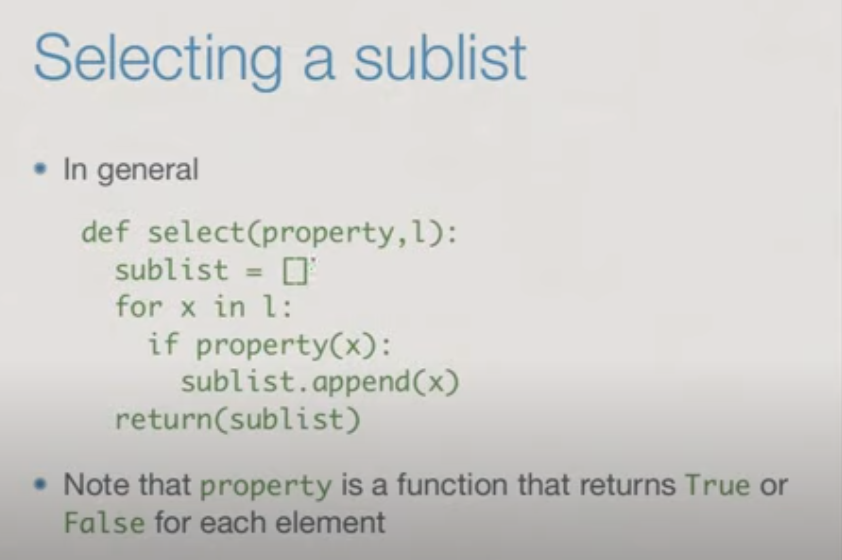 Selecting a sublist
• In general
def select(property,l):
sublist = []
for x in l:
if property(x):
sublist.append(x)
return(sublist)
• Note that property is a function that returns True or
False for each element